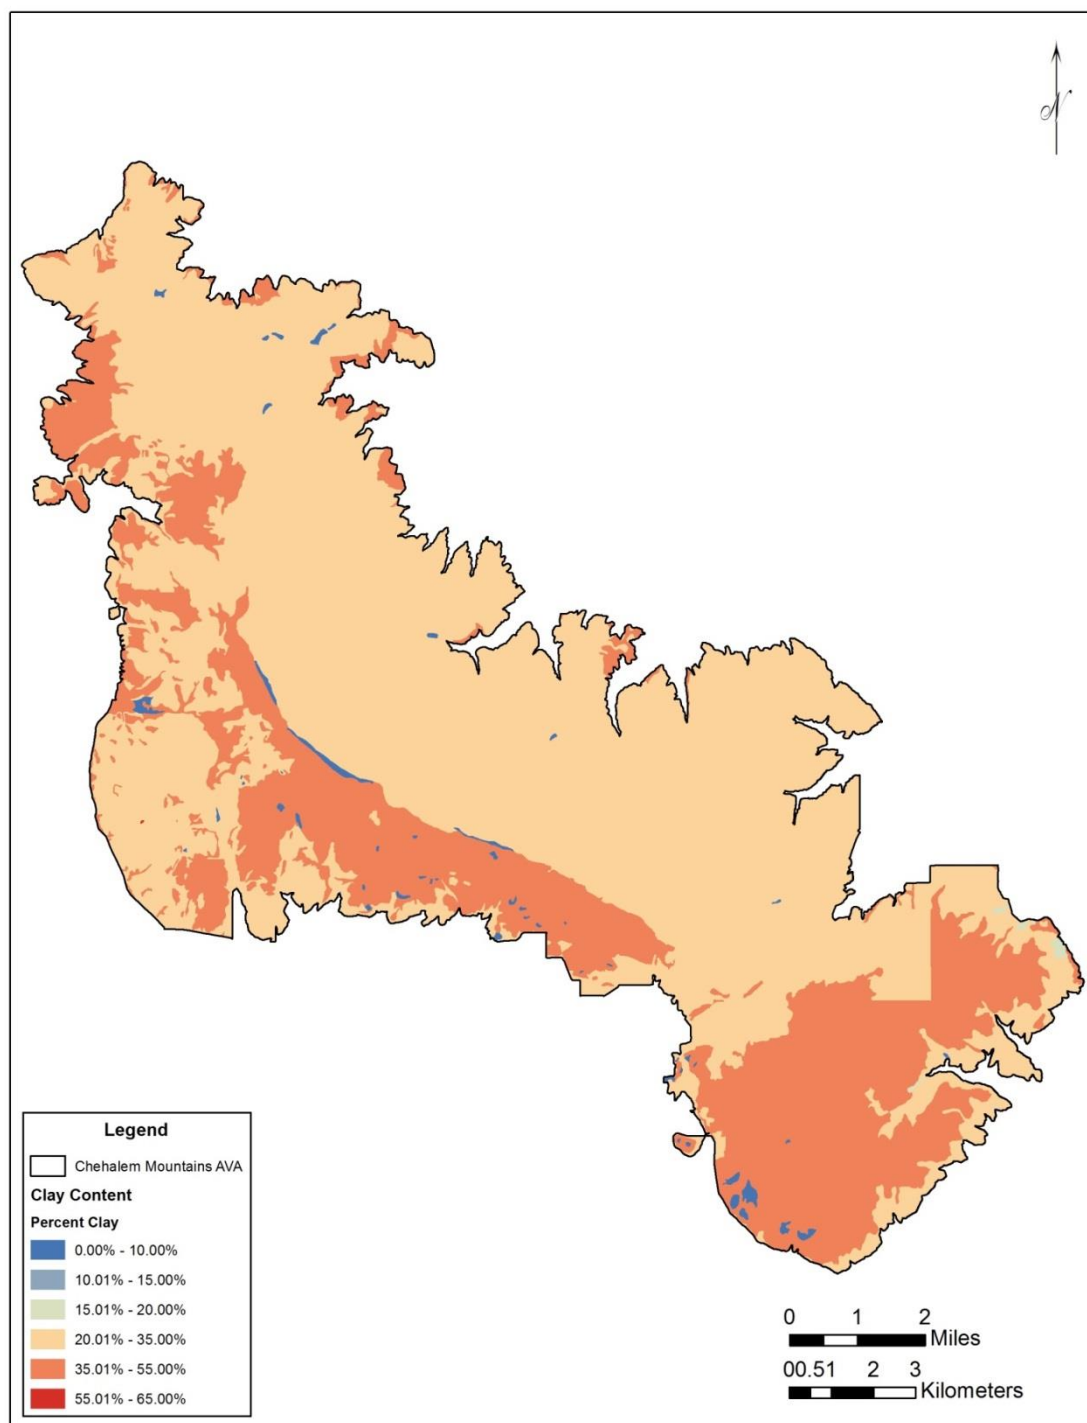 N
Legend
Chehalem Mountains AVA
Clay Content
Percent Clay
0.00% - 10.00%
10.01% - 15.00%
15.01% - 20.00%
20.01% - 35.00%
35.01% - 55.00%
55.01% - 65.00%
0 1 2
Miles
00.51 2 3
Kilometers